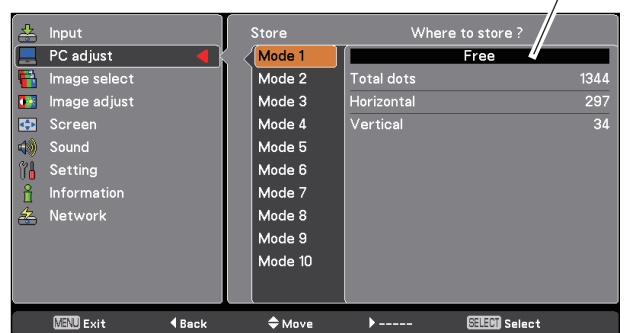 Input
PC adjust
Image select
Image adjust
Screen
Sound
Setting
Information
Network
Store
Where to store ?
Mode 1
Mode 2
Mode 3
Mode 4
Mode 5
Mode 6
Mode 7
Mode 8
Mode 9
Mode 10
Free
Total dots 1344
Horizontal 297
Vertical 34
MENU Exit Back Move ----- SELECT Select